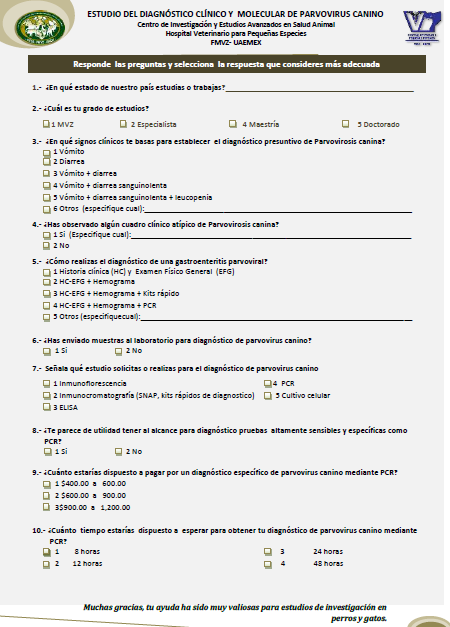 ESTUDIO DEL DIAGNÓSTICO CLÍNICO Y MOLECULAR DE PARVOVIRUS CANINO
Centro de Investigación y Estudios Avanzados en Salud Animal
Hospital Veterinario para Pequeñas Especies
FMVZ- UAEMEX
Responde las preguntas y selecciona la respuesta que consideres más adecuada
1.- ¿En qué estado de nuestro país estudias o trabajas?
2.- ¿Cuál es tu grado de estudios?
1 MVZ 2 Especialista 4 Maestría 5 Doctorado
3.- ¿En qué signos clínicos te basas para establecer el diagnóstico presuntivo de Parvovirosis canina?
1 Vómito
2 Diarrea
3 Vómito + diarrea
4 Vómito + diarrea sanguinolenta
5 Vómito + diarrea sanguinolenta + leucopenia
6 Otros (especifique cual):
4.- ¿Has observado algún cuadro clínico atípico de Parvovirosis canina?
1 Si (Especifique cual):
2 No
5.- ¿Cómo realizas el diagnóstico de una gastroenteritis parvoviral?
1 Historia clínica (HC) y Examen Físico General (EFG)
2 HC-EFG + Hemograma
3 HC-EFG + Hemograma + Kits rápido
4 HC-EFG + Hemograma + PCR
5 Otros (especifiquecual):
6.- ¿Has enviado muestras al laboratorio para diagnóstico de parvovirus canino?
1 Si 2 No
7.- Señala qué estudio solicitas o realizas para el diagnóstico de parvovirus canino
1 Inmunoflorescencia 4 PCR
2 Inmunocromatografía (SNAP, kits rápidos de diagnostico) 5 Cultivo celular
3 ELISA
8.- ¿Te parece de utilidad tener al alcance para diagnóstico pruebas altamente sensibles y específicas como
PCR?
1 Si 2 No
9.- ¿Cuánto estarías dispuesto a pagar por un diagnóstico específico de parvovirus canino mediante PCR?
1 $400.00 a 600.00
2 $600.00 a 900.00
3$900.00 a 1,200.00
10.- ¿Cuánto tiempo estarías dispuesto a esperar para obtener tu diagnóstico de parvovirus canino mediante
PCR?
1 8 horas 3 24 horas
2 12 horas 4 48 horas
Muchas gracias, tu ayuda ha sido muy valiosas para estudios de investigación en
perros y gatos.